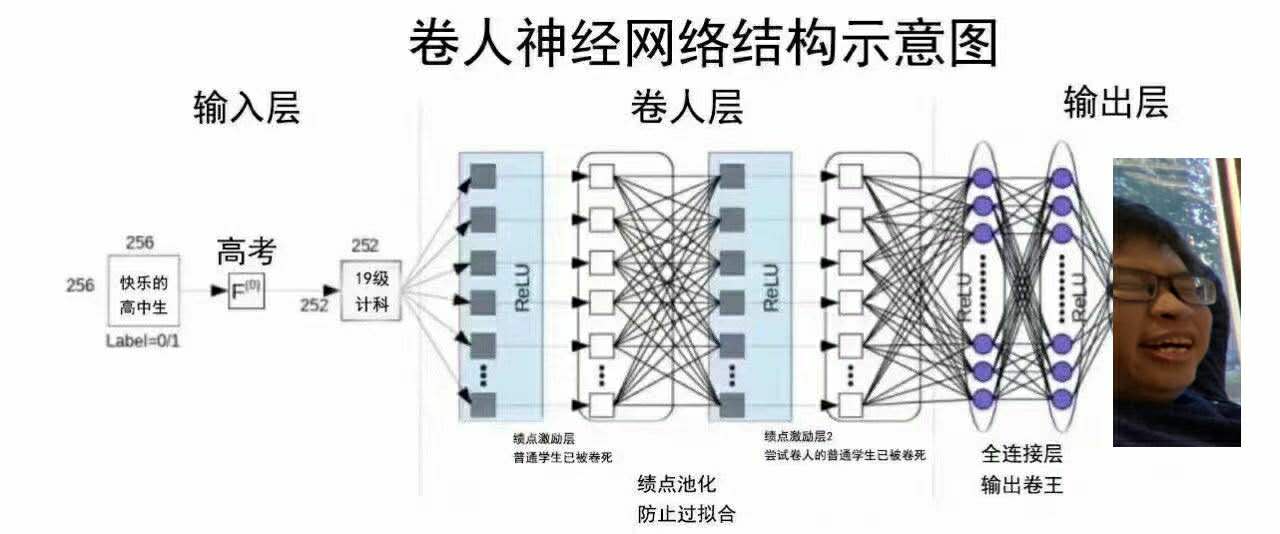 卷人神经网络结构示意图
输入层
卷人层
输出层
256
256
快乐的
高中生
Label=0/1
高考
F(0)
252
252
19级
计科
ReLU
ReLU
ReLU
ReLU
绩点激励层
普通学生已被卷死
绩点激励层2
尝试卷人的普通学生已被卷死
绩点池化
防止过拟合
全连接层
输出卷王